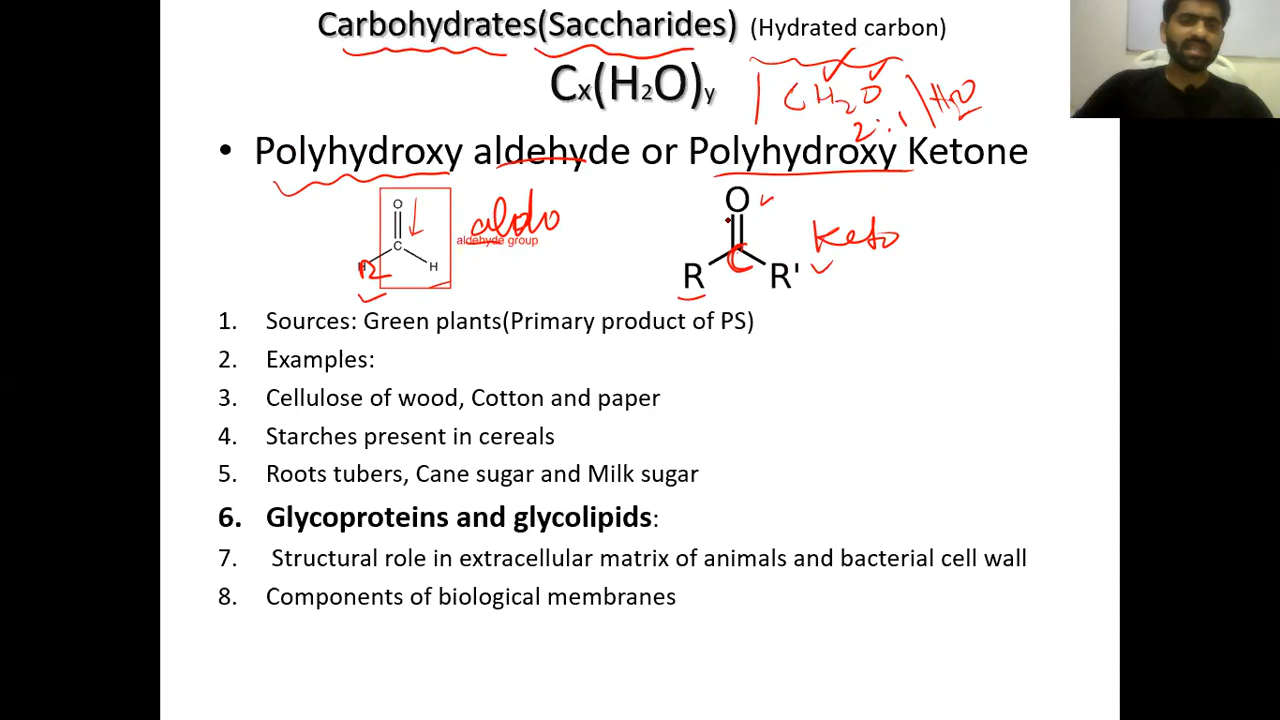 Carbohydrates(Saccharides) (Hydrated carbon)
Cx(H2O)y CH2O H2O
2:1
• Polyhydroxy aldehyde or Polyhydroxy Ketone
O
C
H
R
aldo
aldehyde group
O
C
R R'
Keto
1. Sources: Green plants(Primary product of PS)
2. Examples:
3. Cellulose of wood, Cotton and paper
4. Starches present in cereals
5. Roots tubers, Cane sugar and Milk sugar
6. Glycoproteins and glycolipids:
7. Structural role in extracellular matrix of animals and bacterial cell wall
8. Components of biological membranes